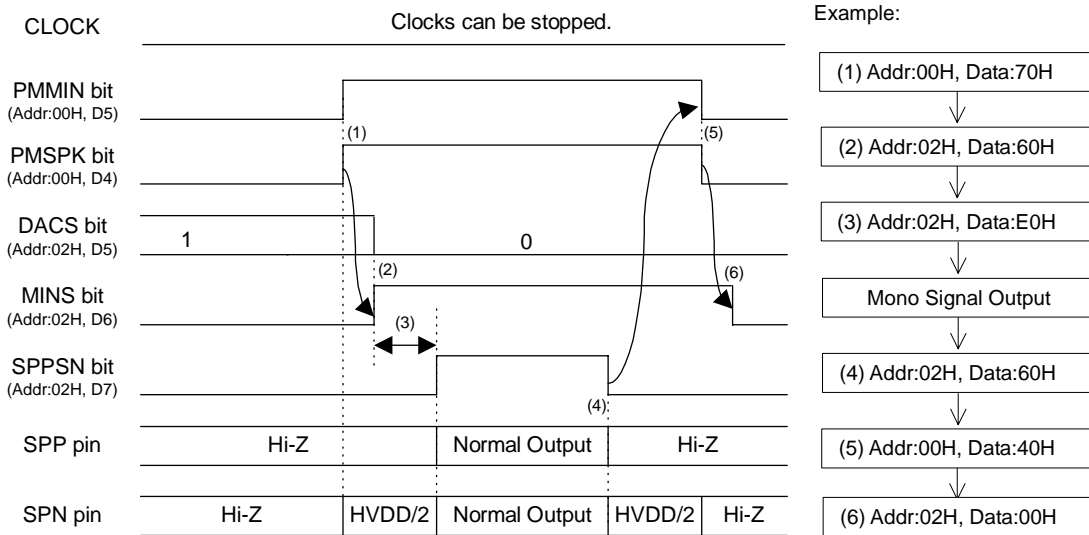 CLOCK
Clocks can be stopped.
PMMIN bit
(Addr:00H, D5)
(1)
(5)
PMSPK bit
(Addr:00H, D4)
DACS bit
(Addr:02H, D5)
1
0
(2)
(6)
MINS bit
(Addr:02H, D6)
(3)
SPPSN bit
(Addr:02H, D7)
(4)
SPP pin
Hi-Z
Normal Output
Hi-Z
SPN pin
Hi-Z
HVDD/2
Normal Output
HVDD/2
Hi-Z
Example:
(1) Addr:00H, Data:70H
(2) Addr:02H, Data:60H
(3) Addr:02H, Data:E0H
Mono Signal Output
(4) Addr:02H, Data:60H
(5) Addr:00H, Data:40H
(6) Addr:02H, Data:00H